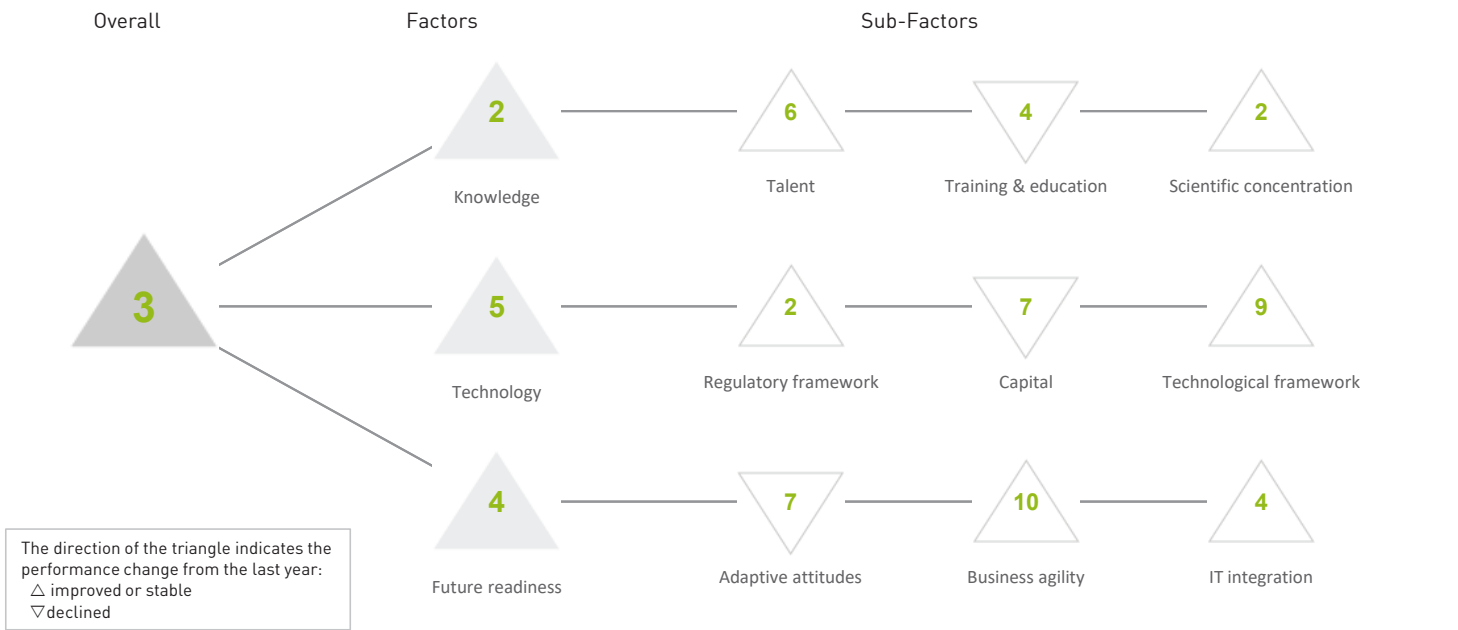 Overall
Factors
Sub-Factors
2
6
4
2
Knowledge
Talent
Training & education
Scientific concentration
3
5
2
7
9
Technology
Regulatory framework
Capital
Technological framework
4
7
10
4
Future readiness
Adaptive attitudes
Business agility
IT integration
The direction of the triangle indicates the
performance change from the last year:
△ improved or stable
▽ declined